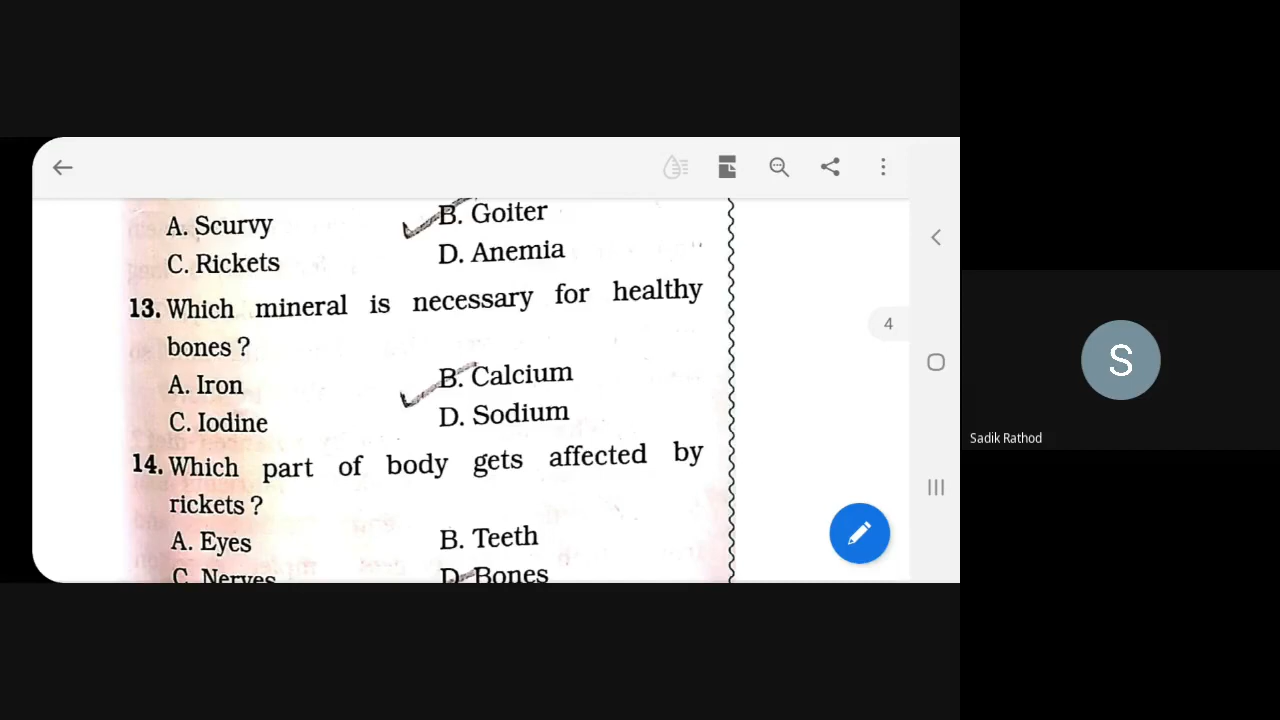 A. Scurvy B. Goiter
C. Rickets D. Anemia
13. Which mineral is necessary for healthy
bones ?
A. Iron B. Calcium
C. Iodine D. Sodium
14. Which part of body gets affected by
rickets ?
A. Eyes B. Teeth
C. Nerves D. Bones
4
S
Sadik Rathod